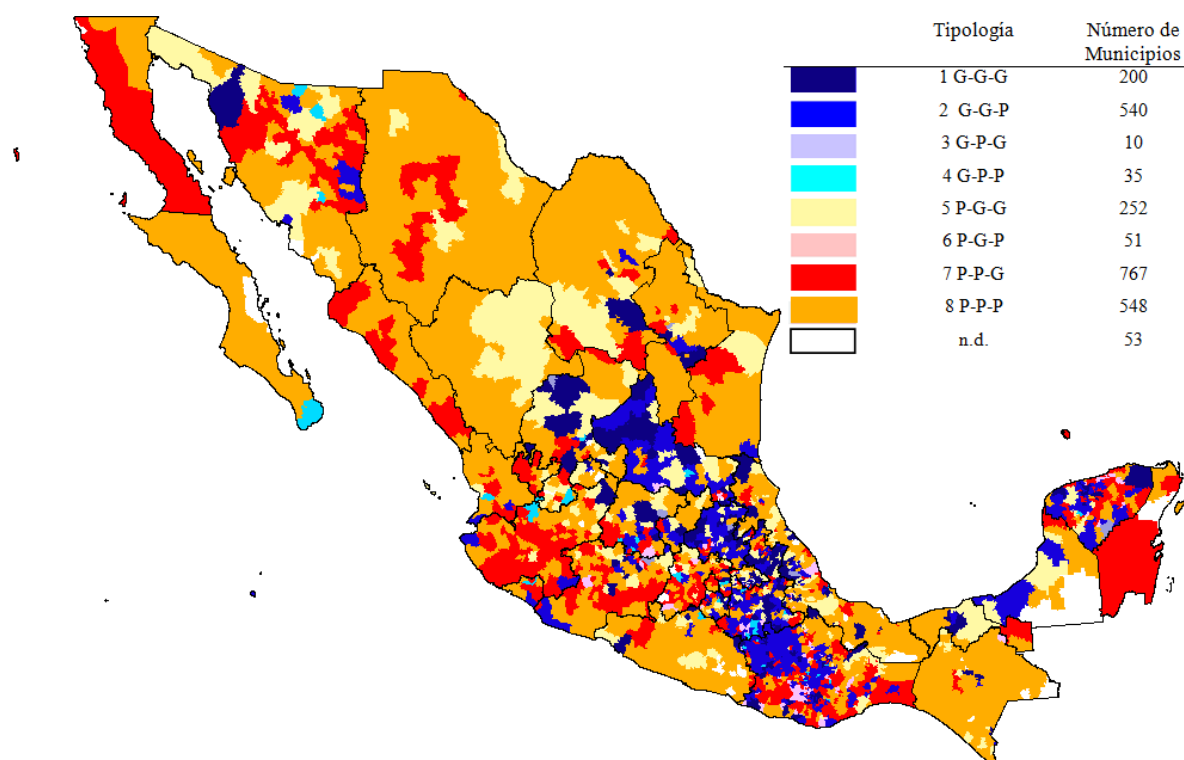 Tipología Número de
Municipios
1 G-G-G 200
2 G-G-P 540
3 G-P-G 10
4 G-P-P 35
5 P-G-G 252
6 P-G-P 51
7 P-P-G 767
8 P-P-P 548
n.d. 53